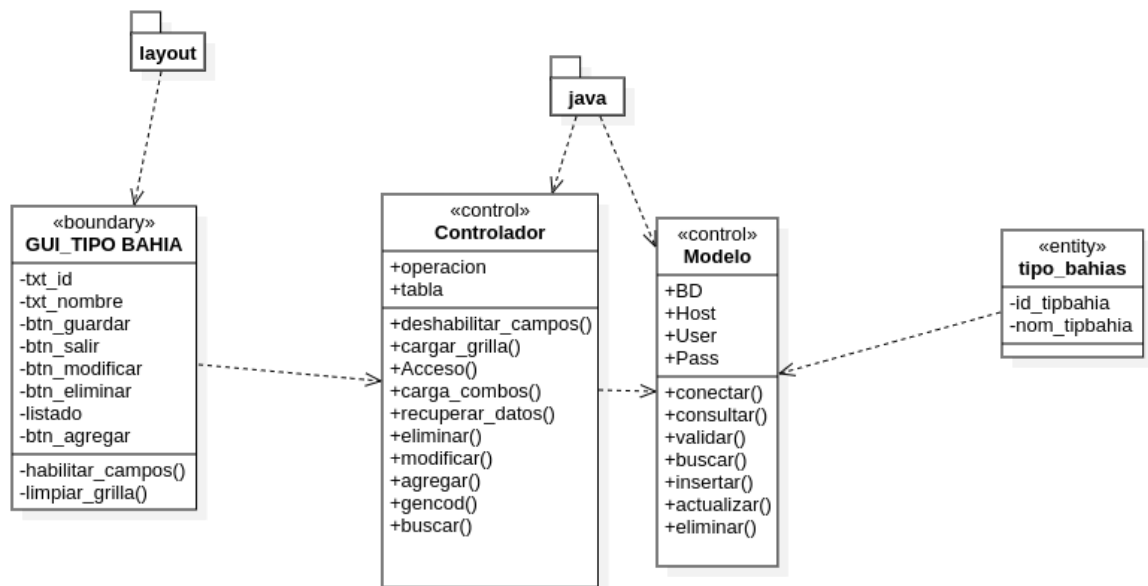 layout
java
«boundary»
GUI_TIPO BAHIA
-txt_id
-txt_nombre
-btn_guardar
-btn_salir
-btn_modificar
-btn_eliminar
-listado
-btn_agregar
-habilitar_campos()
-limpiar_grilla()
«control»
Controlador
+operacion
+tabla
+deshabilitar_campos()
+cargar_grilla()
+Acceso()
+carga_combos()
+recuperar_datos()
+eliminar()
+modificar()
+agregar()
+gencod()
+buscar()
«control»
Modelo
+BD
+Host
+User
+Pass
+conectar()
+consultar()
+validar()
+buscar()
+insertar()
+actualizar()
+eliminar()
«entity»
tipo_bahias
-id_tipbahia
-nom_tipbahia